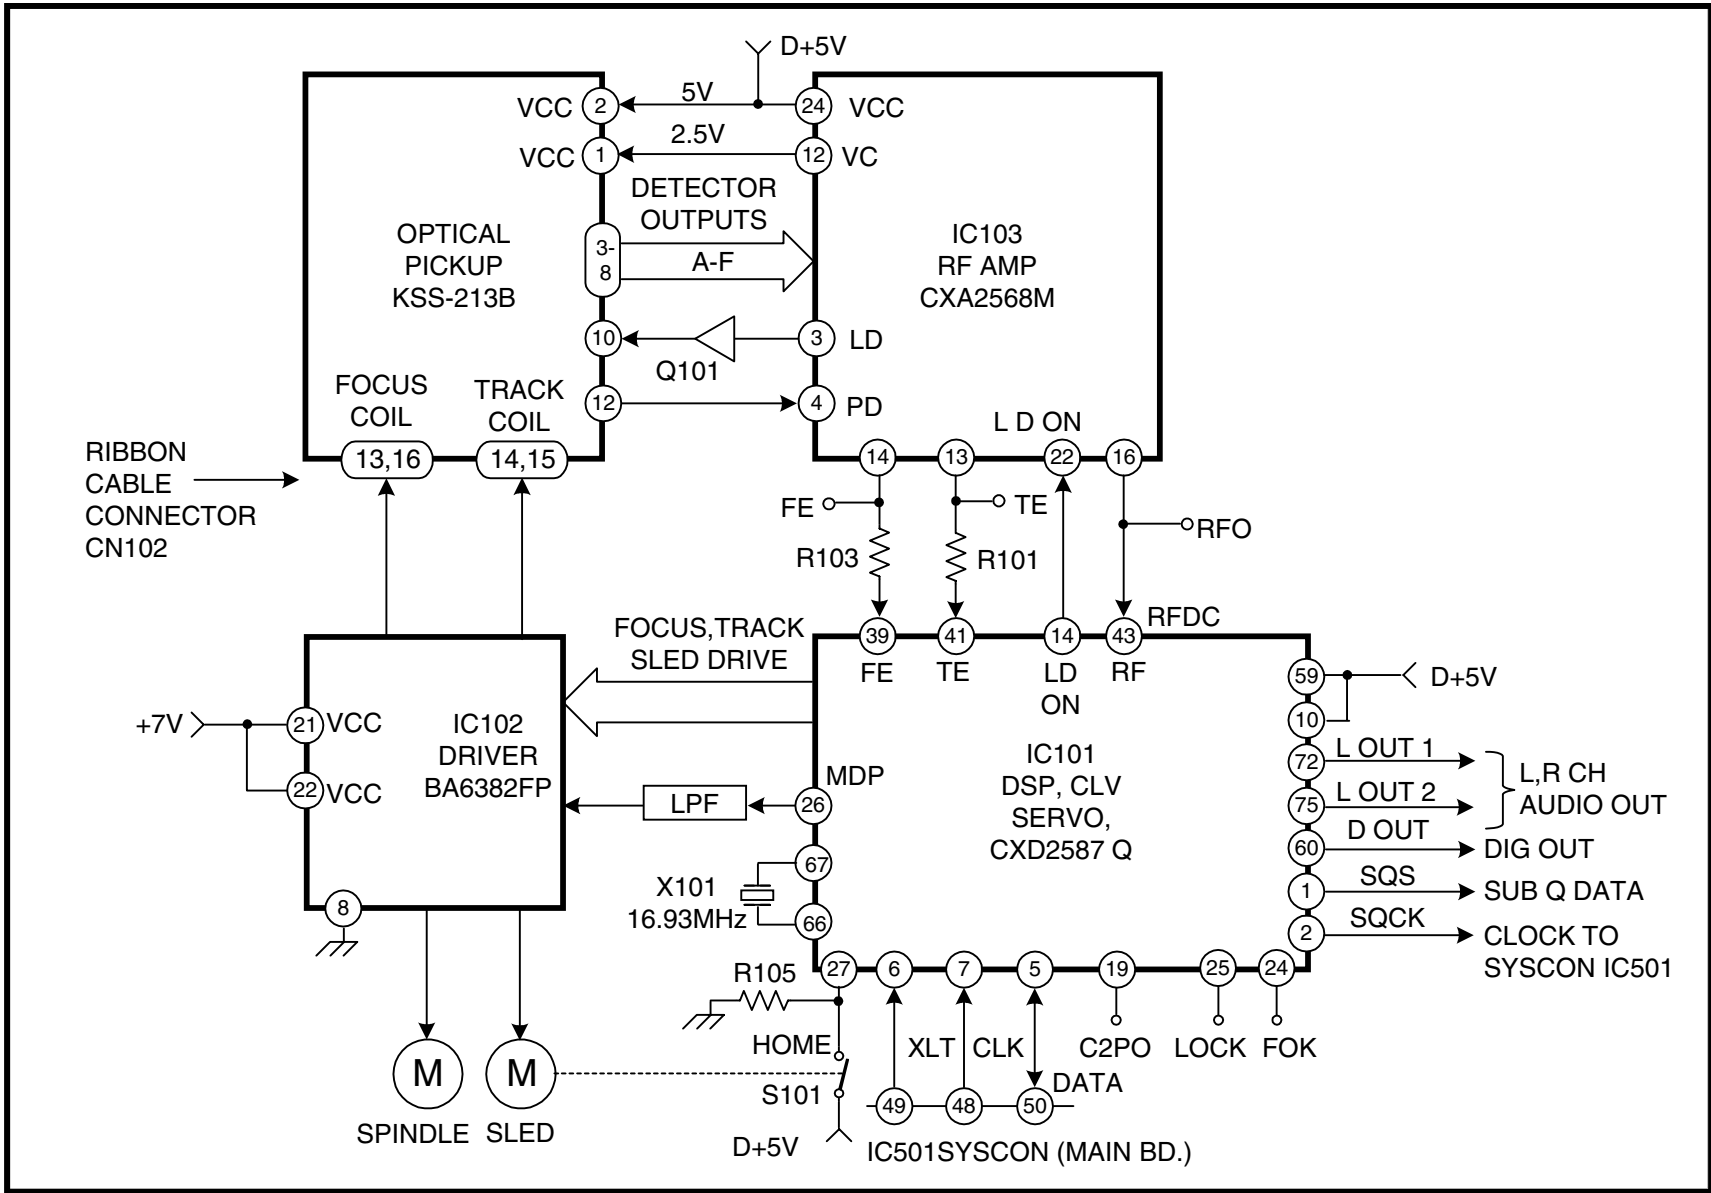 D+5V
VCC
2
5V
24
VCC
VCC
1
2.5V
12
VC
DETECTOR
OUTPUTS
OPTICAL
PICKUP
KSS-213B
3-
8
A-F
IC103
RF AMP
CXA2568M
10
Q101
3
LD
FOCUS
COIL
TRACK
COIL
12
4
PD
L D ON
RIBBON
CABLE
CONNECTOR
CN102
13,16
14,15
14
13
22
16
FE
TE
RFO
R103
R101
FOCUS,TRACK
SLED DRIVE
39
41
14
43
RFDC
FE
TE
LD
ON
RF
59
D+5V
10
+7V
21
VCC
22
VCC
IC102
DRIVER
BA6382FP
LPF
MDP
26
IC101
DSP, CLV
SERVO,
CXD2587 Q
72
L OUT 1
75
L OUT 2
L,R CH
AUDIO OUT
60
D OUT
DIG OUT
1
SQS
SUB Q DATA
2
SQCK
CLOCK TO
SYSCON IC501
67
X101
16.93MHz
66
8
R105
27
6
7
5
19
25
24
HOME
XLT
CLK
C2PO
LOCK
FOK
DATA
M
M
S101
49
48
50
SPINDLE
SLED
D+5V
IC501SYSCON (MAIN BD.)